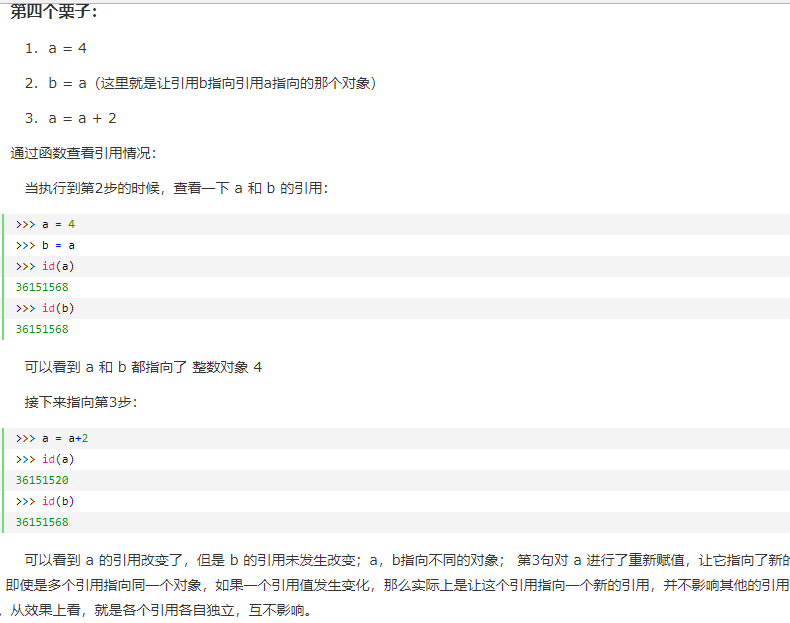 第四个栗子：
1. a = 4
2. b = a（这里就是让引用b指向引用a指向的那个对象）
3. a = a + 2
通过函数查看引用情况：
当执行到第2步的时候，查看一下 a 和 b 的引用：
>>> a = 4
>>> b = a
>>> id(a)
36151568
>>> id(b)
36151568
可以看到 a 和 b 都指向了 整数对象 4
接下来指向第3步：
>>> a = a+2
>>> id(a)
36151520
>>> id(b)
36151568
可以看到 a 的引用改变了，但是 b 的引用未发生改变；a，b指向不同的对象； 第3句对 a 进行了重新赋值，让它指向了新的
即使是多个引用指向同一个对象，如果一个引用值发生变化，那么实际上是让这个引用指向一个新的引用，并不影响其他的引用
。从效果上看，就是各个引用各自独立，互不影响。